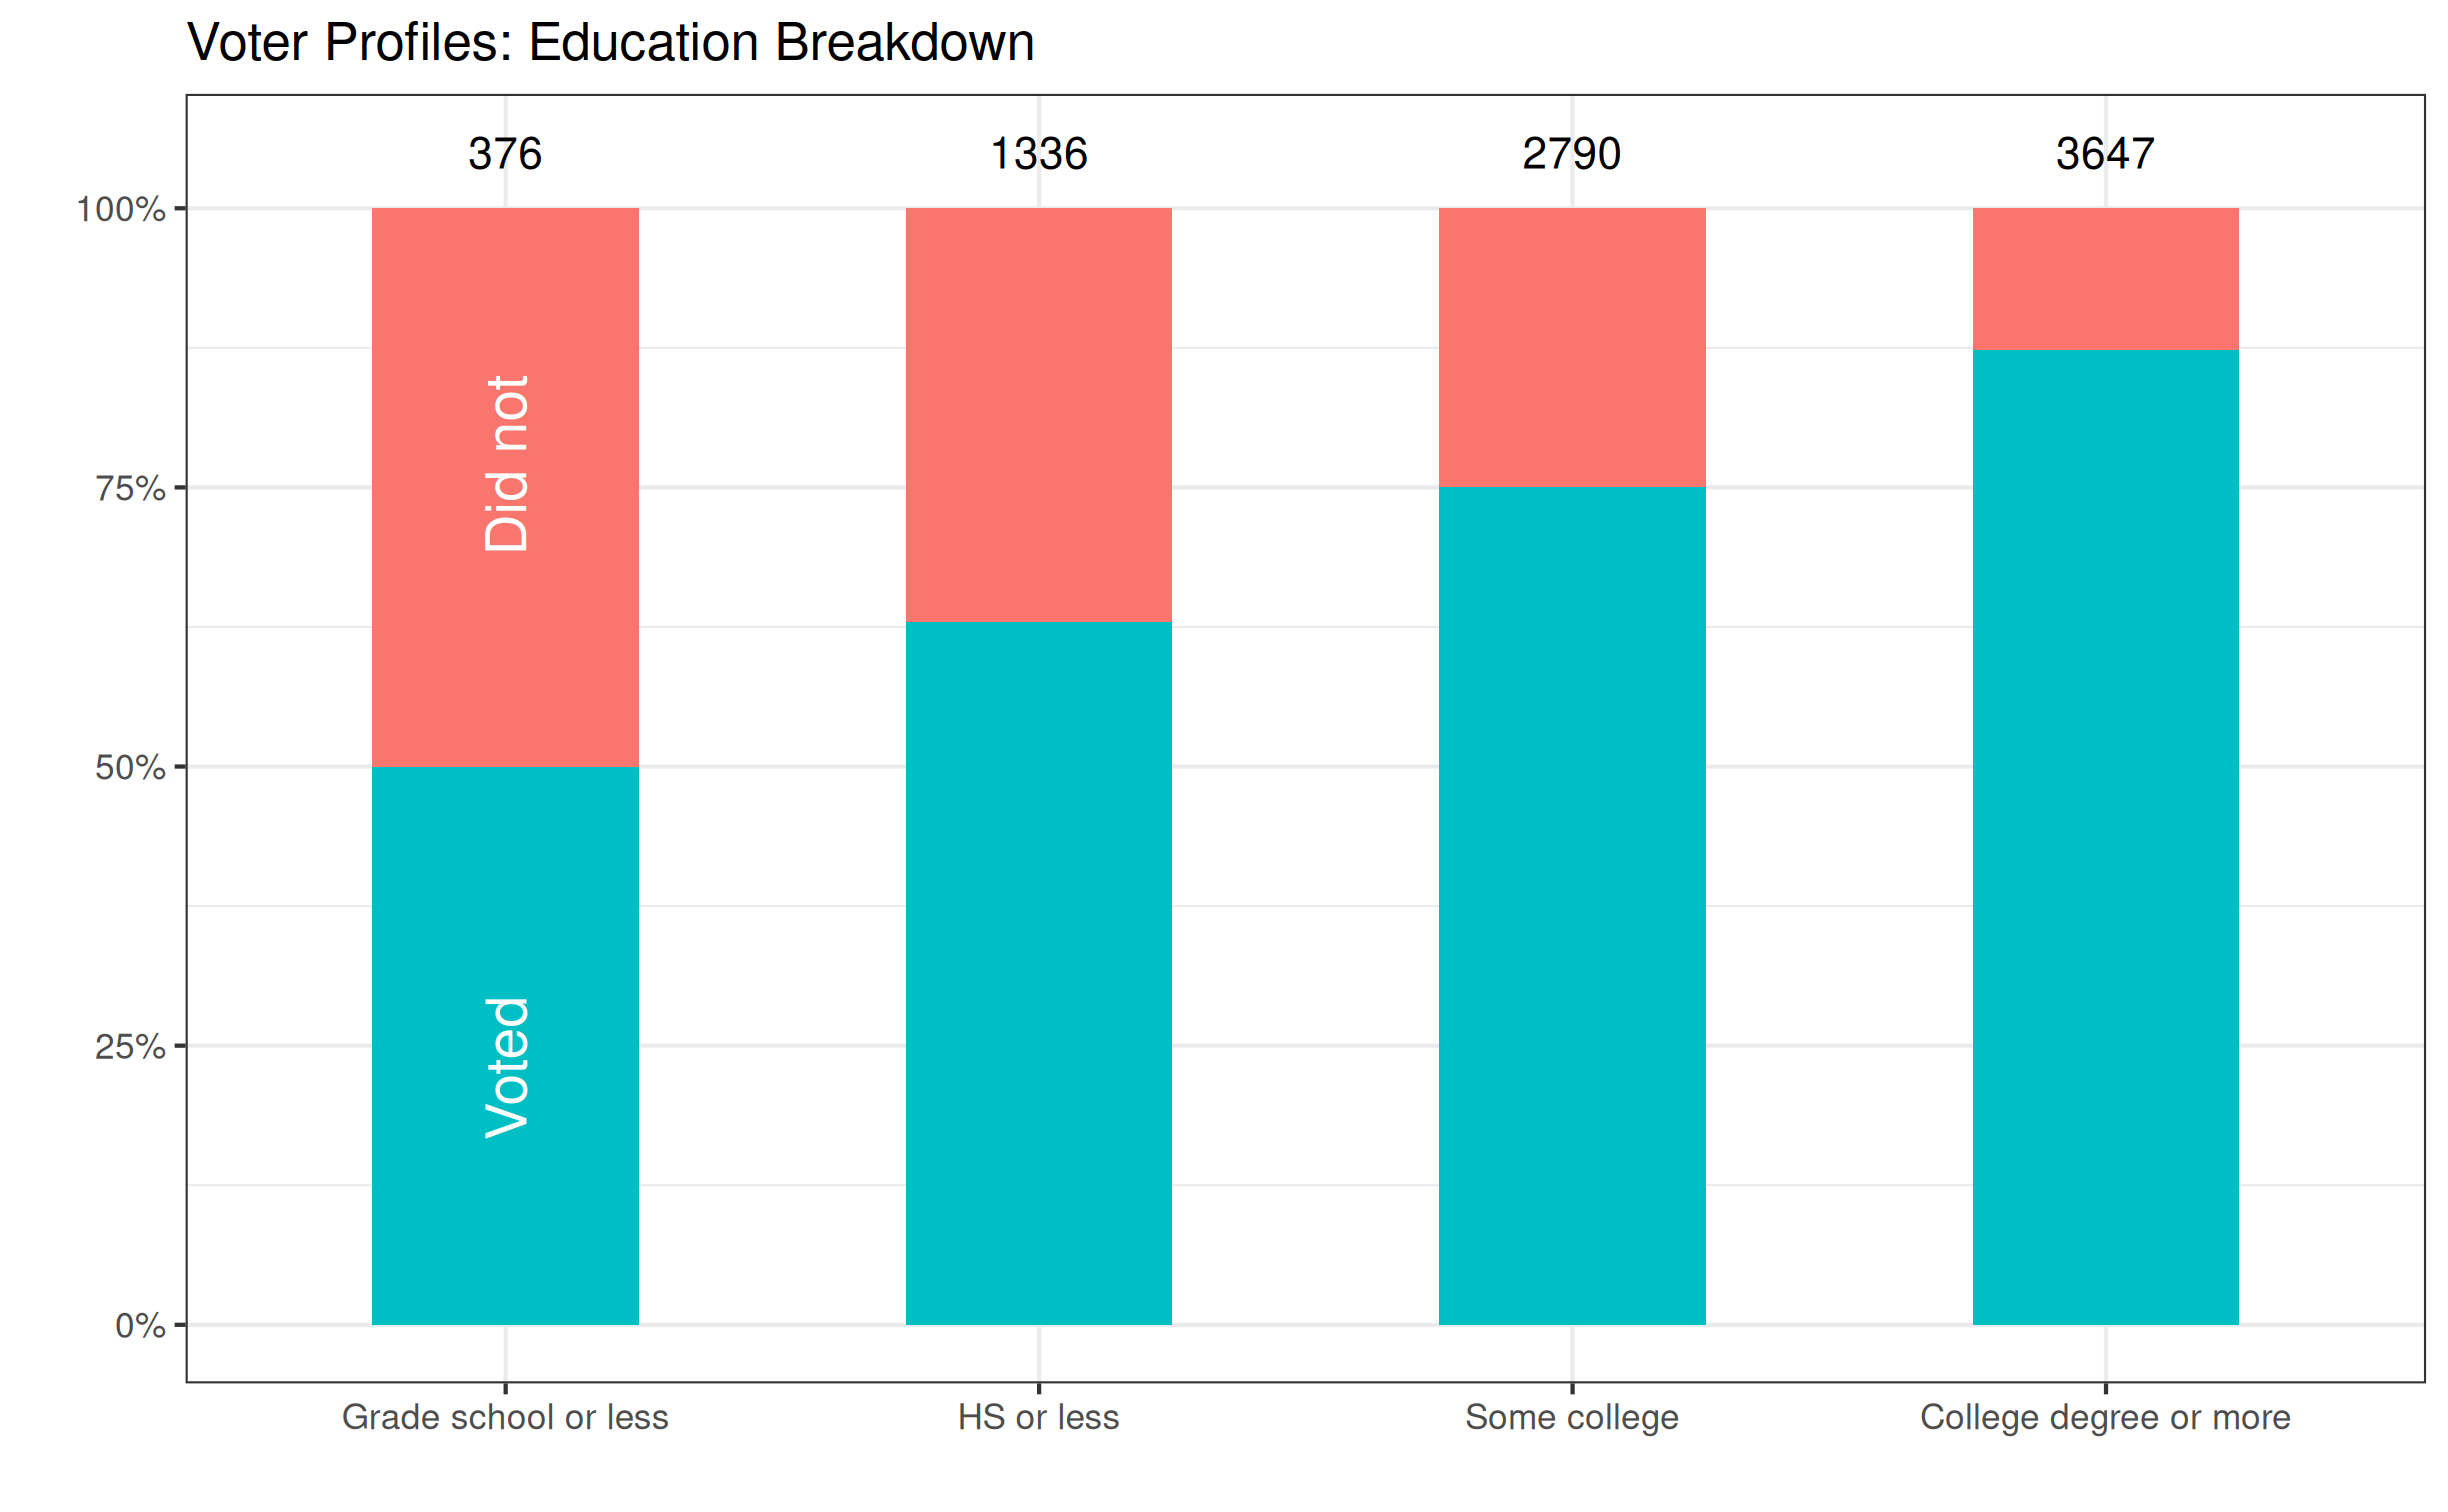 Voter Profiles: Education Breakdown
376 1336 2790 3647
100%
75%
50%
25%
0%
Did not
Voted
Grade school or less HS or less Some college College degree or more